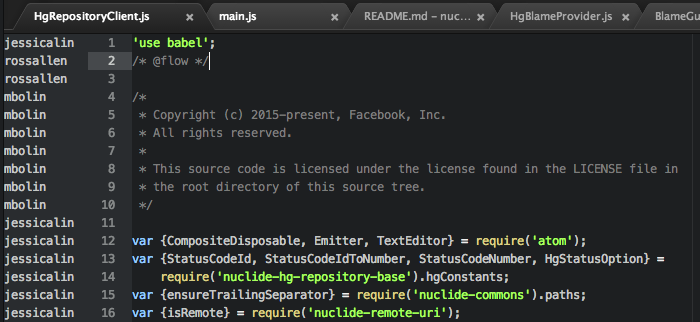 HgRepositoryClient.js × main.js × README.md – nuc... × HgBlameProvider.js × BlameGu
jessicalin 1 'use babel';
rossallen 2 /* @flow */
rossallen 3
mbolin 4 /*
mbolin 5 * Copyright (c) 2015-present, Facebook, Inc.
mbolin 6 * All rights reserved.
mbolin 7 *
mbolin 8 * This source code is licensed under the license found in the LICENSE file in
mbolin 9 * the root directory of this source tree.
mbolin 10 */
jessicalin 11
jessicalin 12 var {CompositeDisposable, Emitter, TextEditor} = require('atom');
jessicalin 13 var {StatusCodeId, StatusCodeIdToNumber, StatusCodeNumber, HgStatusOption} =
jessicalin 14 require('nuclide-hg-repository-base').hgConstants;
jessicalin 15 var {ensureTrailingSeparator} = require('nuclide-commons').paths;
jessicalin 16 var {isRemote} = require('nuclide-remote-uri');